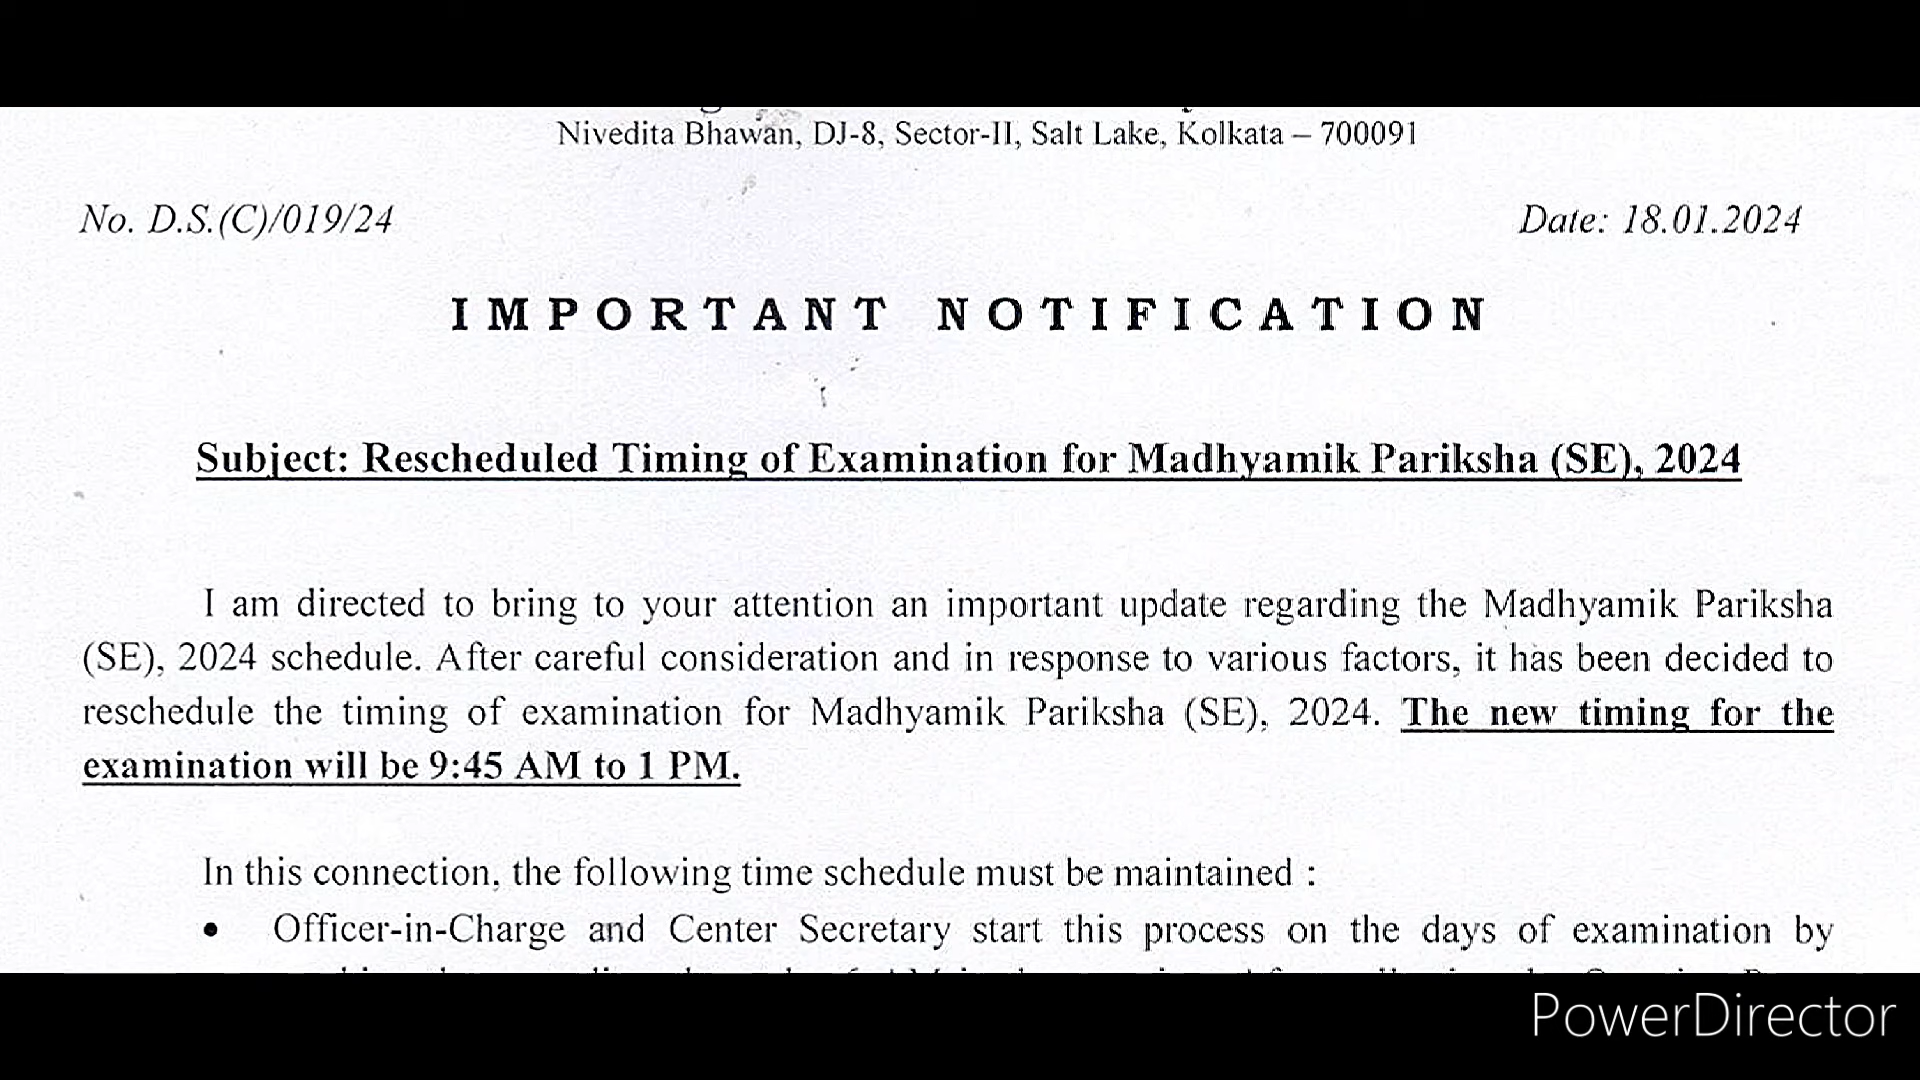 Nivedita Bhawan, DJ-8, Sector-II, Salt Lake, Kolkata – 700091
No. D.S.(C)/019/24
Date: 18.01.2024
IMPORTANT NOTIFICATION
Subject: Rescheduled Timing of Examination for Madhyamik Pariksha (SE), 2024
I am directed to bring to your attention an important update regarding the Madhyamik Pariksha
(SE), 2024 schedule. After careful consideration and in response to various factors, it has been decided to
reschedule the timing of examination for Madhyamik Pariksha (SE), 2024. The new timing for the
examination will be 9:45 AM to 1 PM.
In this connection, the following time schedule must be maintained :
• Officer-in-Charge and Center Secretary start this process on the days of examination by
PowerDirector